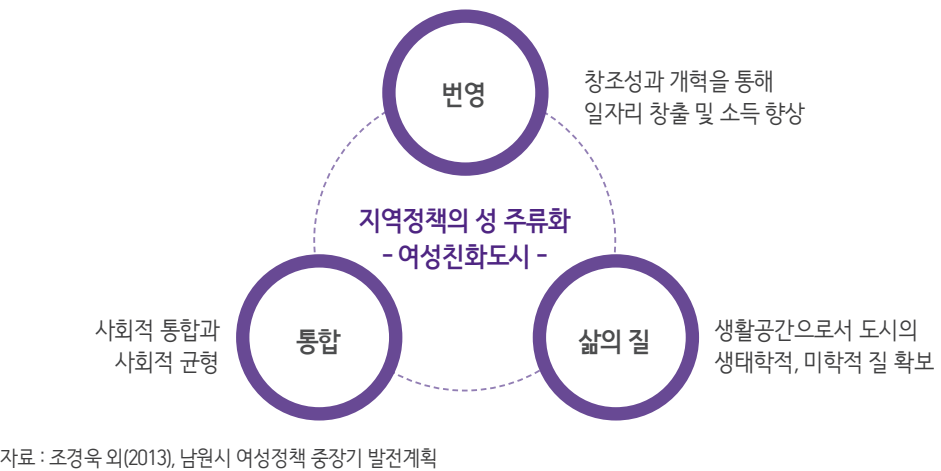 번영
창조성과 개혁을 통해
일자리 창출 및 소득 향상
지역정책의 성 주류화
- 여성친화도시 -
사회적 통합과
사회적 균형
통합
삶의 질
생활공간으로서 도시의
생태학적, 미학적 질 확보
자료 : 조경욱 외(2013), 남원시 여성정책 중장기 발전계획